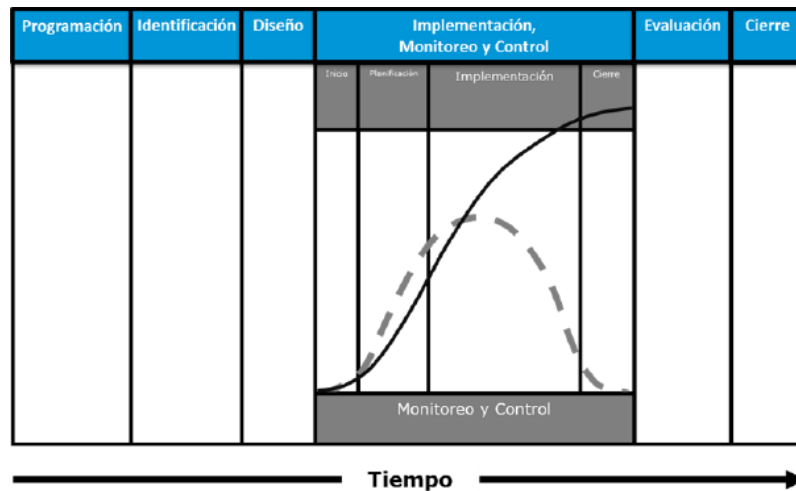 Programación
Identificación
Diseño
Implementación,
Monitoreo y Control
Evaluación
Cierre
Inicio
Planificación
Implementación
Cierre
Monitoreo y Control
Tiempo